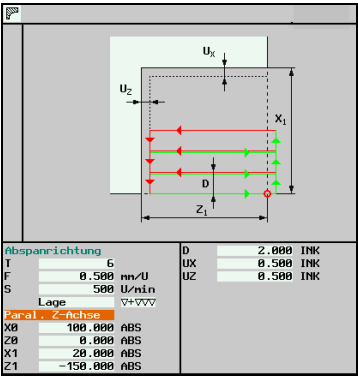 UX
UZ
X1
D
Z1
Abspanrichtung
T 6
F 0.500 mm/U
S 500 U/min
Lage ▽+▽▽▽
Paral. Z-Achse
X0 100.000 ABS
Z0 0.000 ABS
X1 20.000 ABS
Z1 -150.000 ABS
D 2.000 INK
UX 0.500 INK
UZ 0.500 INK